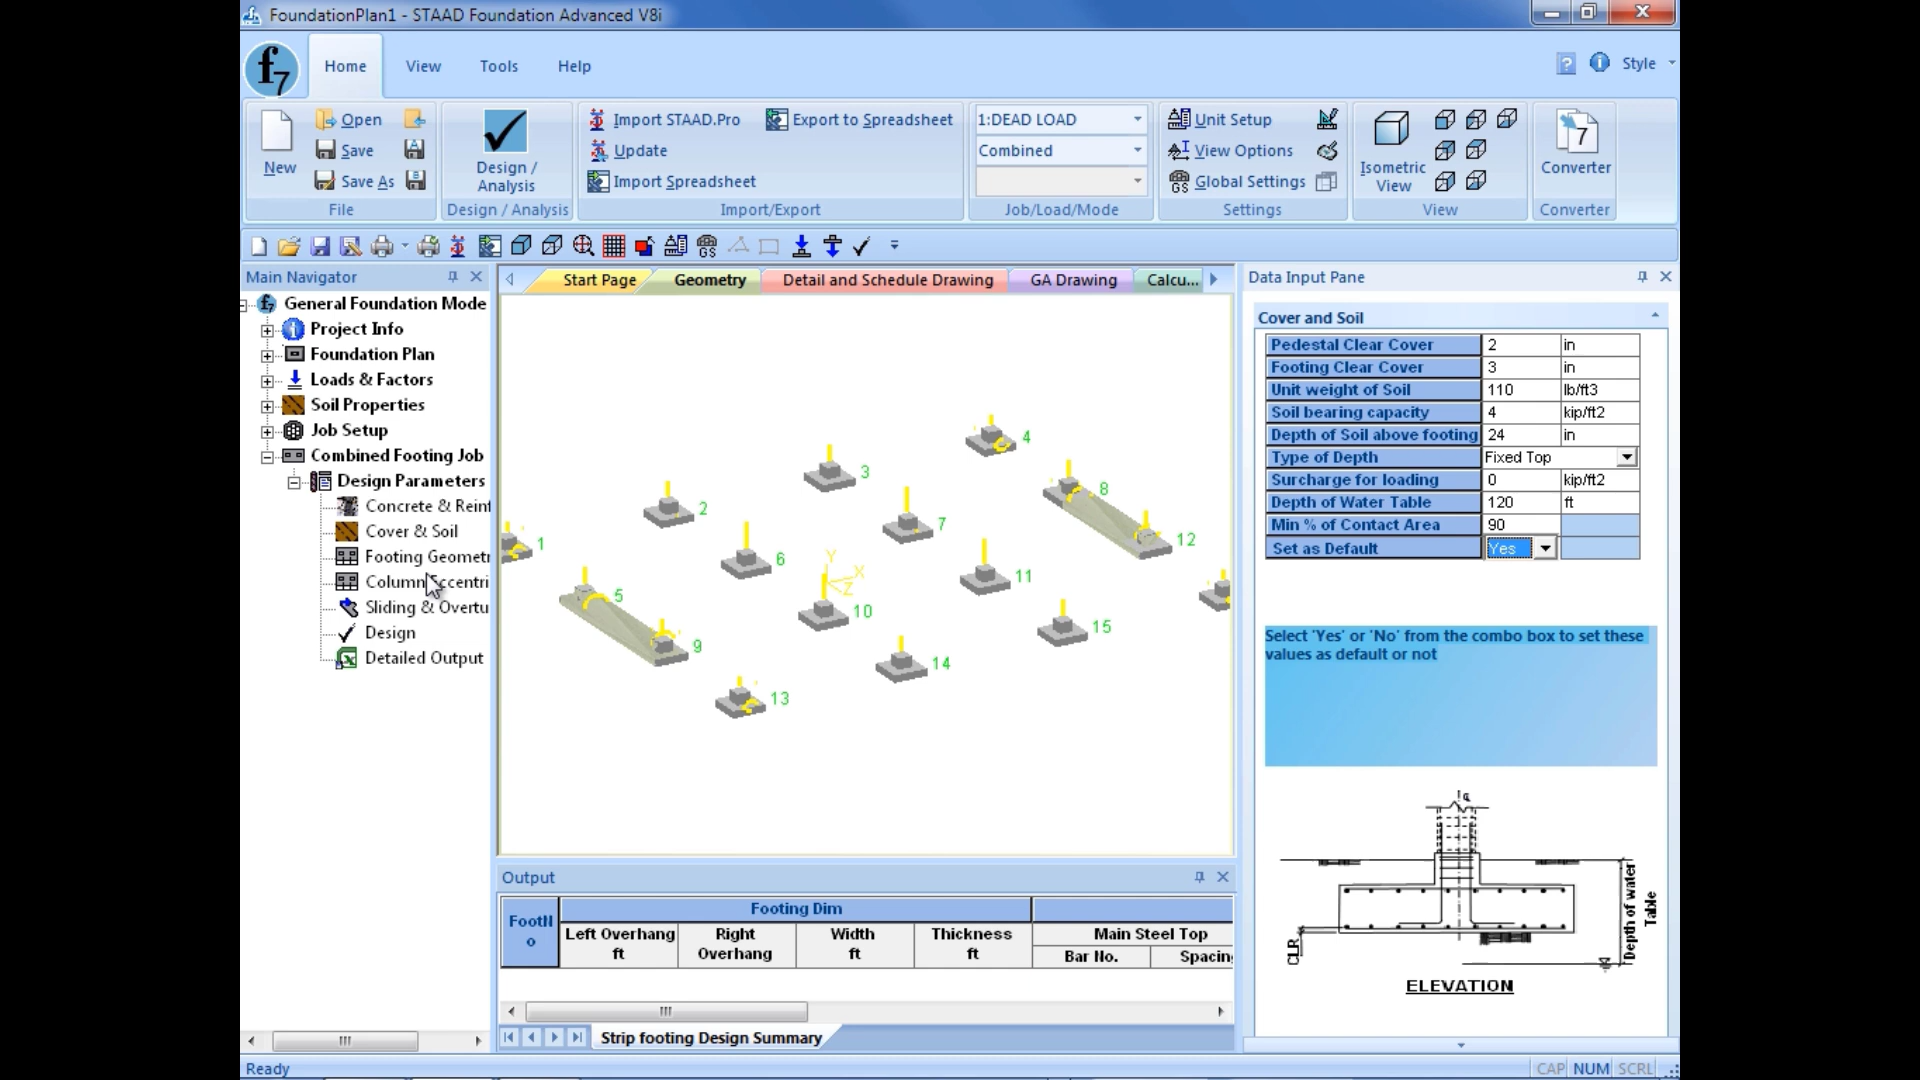 FoundationPlan1 - STAAD Foundation Advanced V8i
Home View Tools Help
Style
New
Open
Save
Save As
File
Design / Analysis
Design / Analysis
Import STAAD.Pro
Update
Import Spreadsheet
Export to Spreadsheet
Import/Export
1:DEAD LOAD
Combined
Job/Load/Mode
Unit Setup
View Options
Global Settings
Settings
Isometric View
View
Converter
Converter
Main Navigator
General Foundation Mode
Project Info
Foundation Plan
Loads & Factors
Soil Properties
Job Setup
Combined Footing Job
Design Parameters
Concrete & Reinf
Cover & Soil
Footing Geometr
Column Eccentri
Sliding & Overtu
Design
Detailed Output
Start Page
Geometry
Detail and Schedule Drawing
GA Drawing
Calcu...
4
3
8
2
7
12
1
6
Y
X
Z
11
5
10
15
9
14
13
Output
FootN o
Footing Dim
Left Overhang ft
Right Overhang
Width ft
Thickness ft
Main Steel Top
Bar No.
Spacing
Strip footing Design Summary
Data Input Pane
Cover and Soil
Pedestal Clear Cover 2 in
Footing Clear Cover 3 in
Unit weight of Soil 110 lb/ft3
Soil bearing capacity 4 kip/ft2
Depth of Soil above footing 24 in
Type of Depth Fixed Top
Surcharge for loading 0 kip/ft2
Depth of Water Table 120 ft
Min % of Contact Area 90
Set as Default Yes
Select 'Yes' or 'No' from the combo box to set these
values as default or not
CLR
Depth of water
Table
ELEVATION
Ready
CAP NUM SCRL